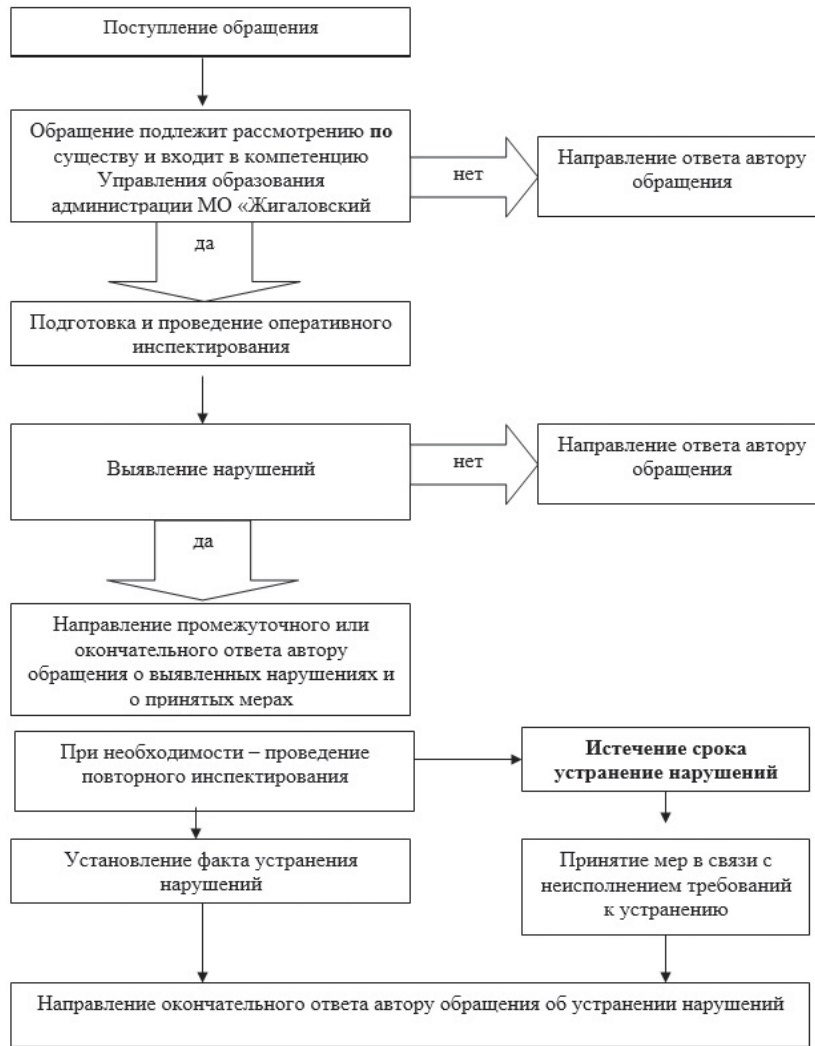 Поступление обращения
Обращение подлежит рассмотрению по
существу и входит в компетенцию
Управления образования
администрации МО «Жигаловский
нет
Направление ответа автору
обращения
да
Подготовка и проведение оперативного
инспектирования
Выявление нарушений
нет
Направление ответа автору
обращения
да
Направление промежуточного или
окончательного ответа автору
обращения о выявленных нарушениях и
о принятых мерах
При необходимости – проведение
повторного инспектирования
Истечение срока
устранение нарушений
Установление факта устранения
нарушений
Принятие мер в связи с
неисполнением требований
к устранению
Направление окончательного ответа автору обращения об устранении нарушений